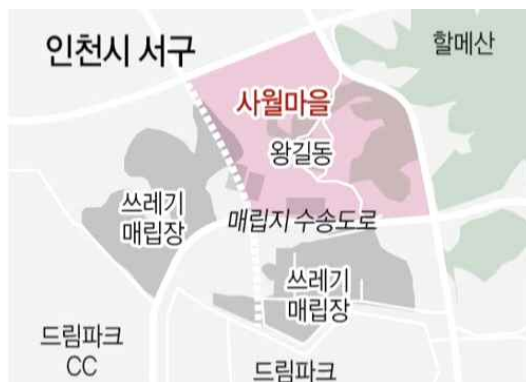 인천시 서구
할메산
사월마을
왕길동
쓰레기
매립장
매립지 수송도로
쓰레기
매립장
드림파크
CC
드림파크